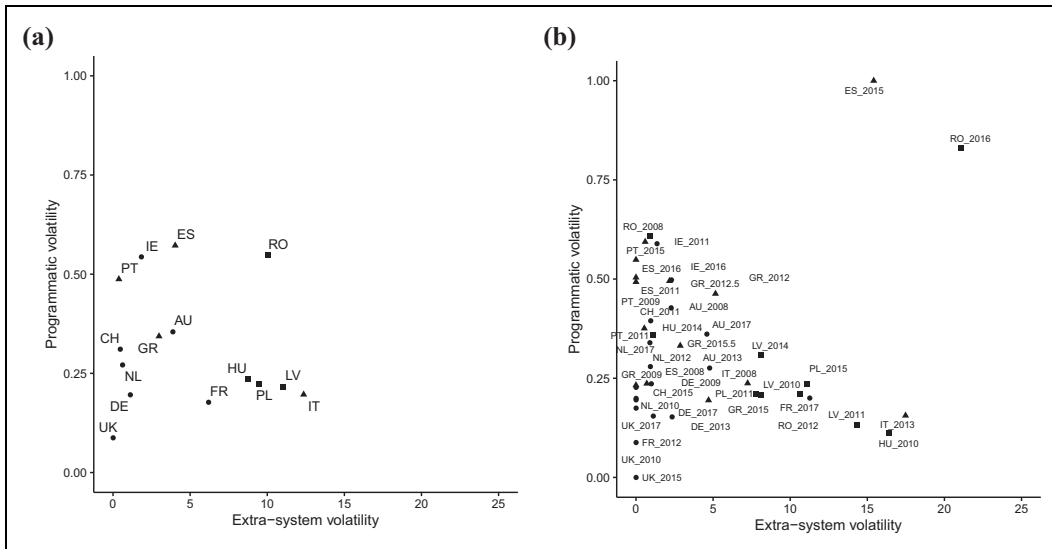 (a)
Programmatic volatility
1.00
0.75
0.50
0.25
0.00
ES
IE
RO
PT
AU
CH
GR
NL
HU
LV
DE
FR
PL
IT
UK
0 5 10 15 20 25
Extra−system volatility
(b)
Programmatic volatility
1.00
0.75
0.50
0.25
0.00
ES_2015
RO_2016
RO_2008
IE_2011
PT_2015
IE_2016
ES_2016
GR_2012
GR_2012.5
ES_2011
PT_2009
AU_2008
CH_2011
HU_2014
AU_2017
PT_2011
GR_2015.5
NL_2017
LV_2014
NL_2012
AU_2013
PL_2015
GR_2009
ES_2008
IT_2008
DE_2009
LV_2010
CH_2015
PL_2011
NL_2010
GR_2015
FR_2017
DE_2017
LV_2011
UK_2017
DE_2013
RO_2012
IT_2013
FR_2012
HU_2010
UK_2010
UK_2015
0 5 10 15 20 25
Extra−system volatility